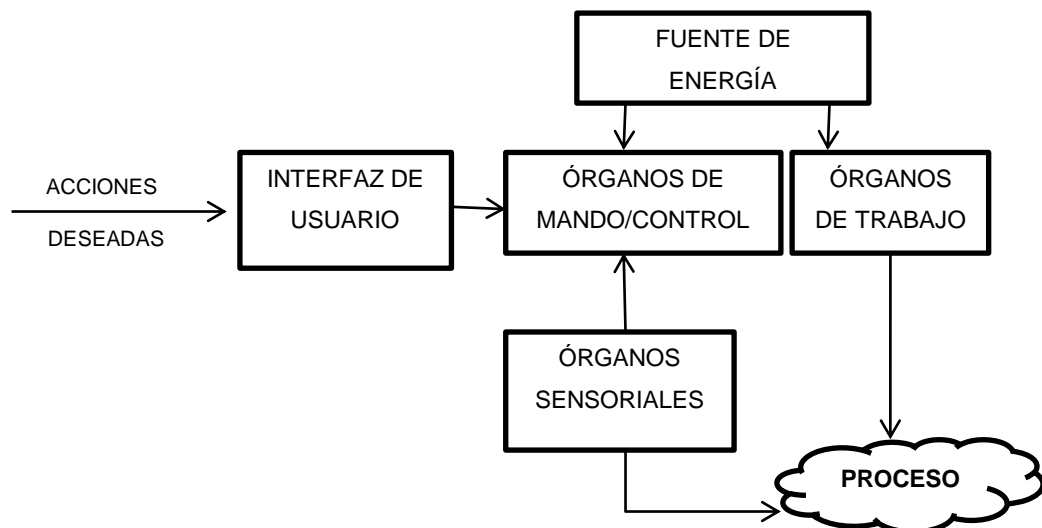 FUENTE DE
ENERGÍA
ACCIONES
DESEADAS
INTERFAZ DE
USUARIO
ÓRGANOS DE
MANDO/CONTROL
ÓRGANOS
DE TRABAJO
ÓRGANOS
SENSORIALES
PROCESO